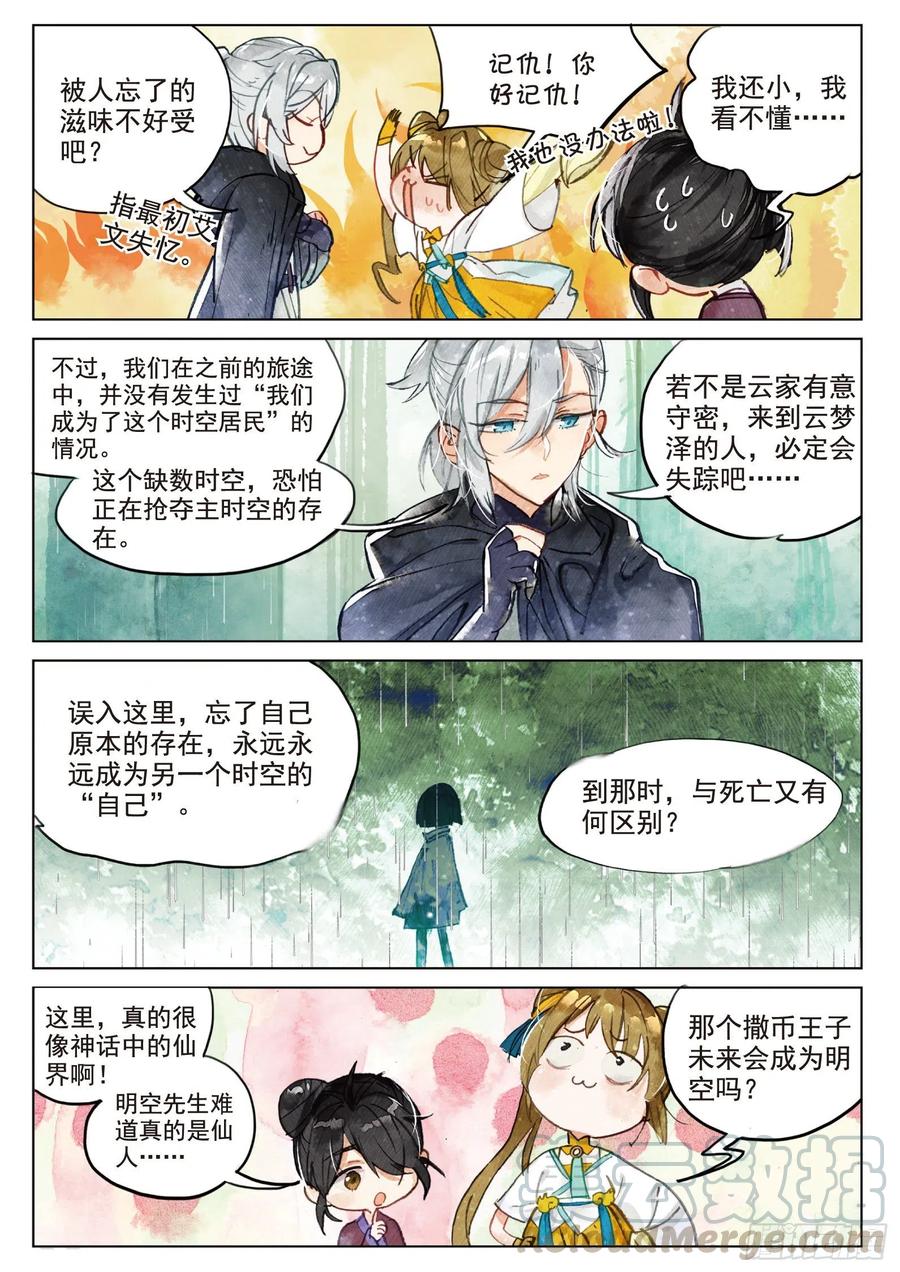 被人忘了的
滋味不好受
吧？
指最初艾
文失忆。
记仇！你
好记仇！
我也没办法啦！
我还小，我
看不懂……
不过，我们在之前的旅途
中，并没有发生过“我们
成为了这个时空居民”的
情况。
这个缺数时空，恐怕
正在抢夺主时空的存
在。
若不是云家有意
守密，来到云梦
泽的人，必定会
失踪吧……
误入这里，忘了自己
原本的存在，永远永
远成为另一个时空的
“自己”。
到那时，与死亡又有
何区别？
这里，真的很
像神话中的仙
界啊！
明空先生难
道真的是仙
人……
那个撒币王子
未来会成为明
空吗？
AcloudMerge.com